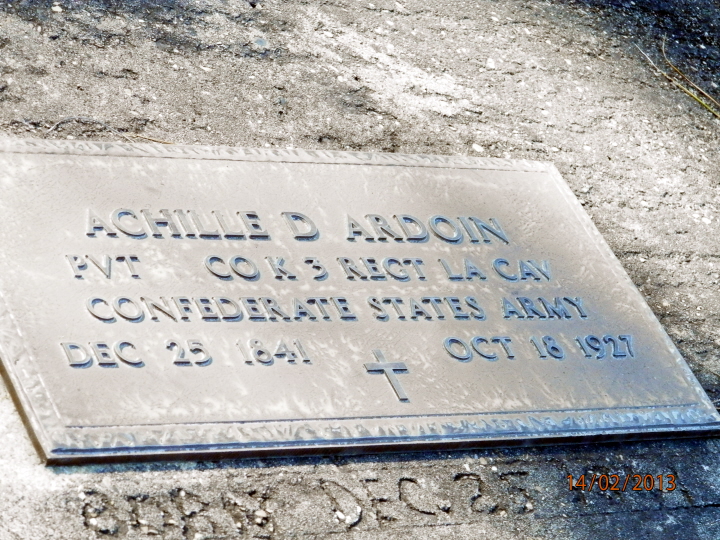 ACHILLE D ARDOIN
PVT CO K 3 REGT LA CAV
CONFEDERATE STATES ARMY
DEC 25 1841 OCT 18 1927
BORN DEC. 25
14/02/2013